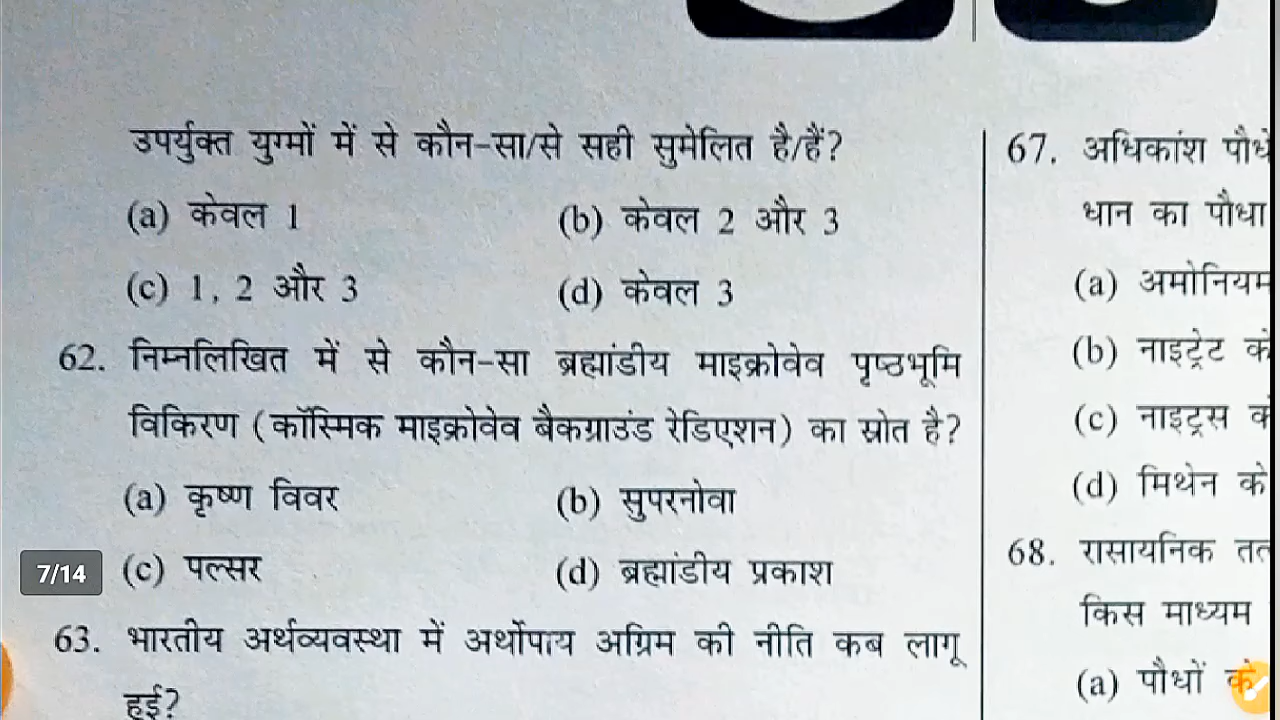 उपर्युक्त युग्मों में से कौन-सा/से सही सुमेलित है/हैं?
(a) केवल 1 (b) केवल 2 और 3
(c) 1, 2 और 3 (d) केवल 3
62. निम्नलिखित में से कौन-सा ब्रह्मांडीय माइक्रोवेव पृष्ठभूमि
विकिरण (कॉस्मिक माइक्रोवेव बैकग्राउंड रेडिएशन) का स्रोत है?
(a) कृष्ण विवर (b) सुपरनोवा
(c) पल्सर (d) ब्रह्मांडीय प्रकाश
7/14
63. भारतीय अर्थव्यवस्था में अर्थोपाय अग्रिम की नीति कब लागू
हुई?
67. अधिकांश पौधे
धान का पौधा
(a) अमोनियम
(b) नाइट्रेट के
(c) नाइट्रस
(d) मिथेन के
68. रासायनिक
किस माध्यम
(a) पौधों के